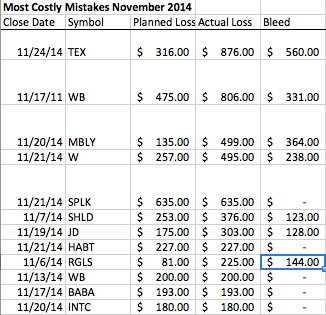 Most Costly Mistakes November 2014
Close Date Symbol Planned Loss Actual Loss Bleed
11/24/14 TEX $ 316.00 $ 876.00 $ 560.00
11/17/11 WB $ 475.00 $ 806.00 $ 331.00
11/20/14 MBLY $ 135.00 $ 499.00 $ 364.00
11/21/14 W $ 257.00 $ 495.00 $ 238.00
11/21/14 SPLK $ 635.00 $ 635.00 $ -
11/7/14 SHLD $ 253.00 $ 376.00 $ 123.00
11/19/14 JD $ 175.00 $ 303.00 $ 128.00
11/21/14 HABT $ 227.00 $ 227.00 $ -
11/6/14 RGLS $ 81.00 $ 225.00 $ 144.00
11/13/14 WB $ 200.00 $ 200.00 $ -
11/17/14 BABA $ 193.00 $ 193.00 $ -
11/20/14 INTC $ 180.00 $ 180.00 $ -